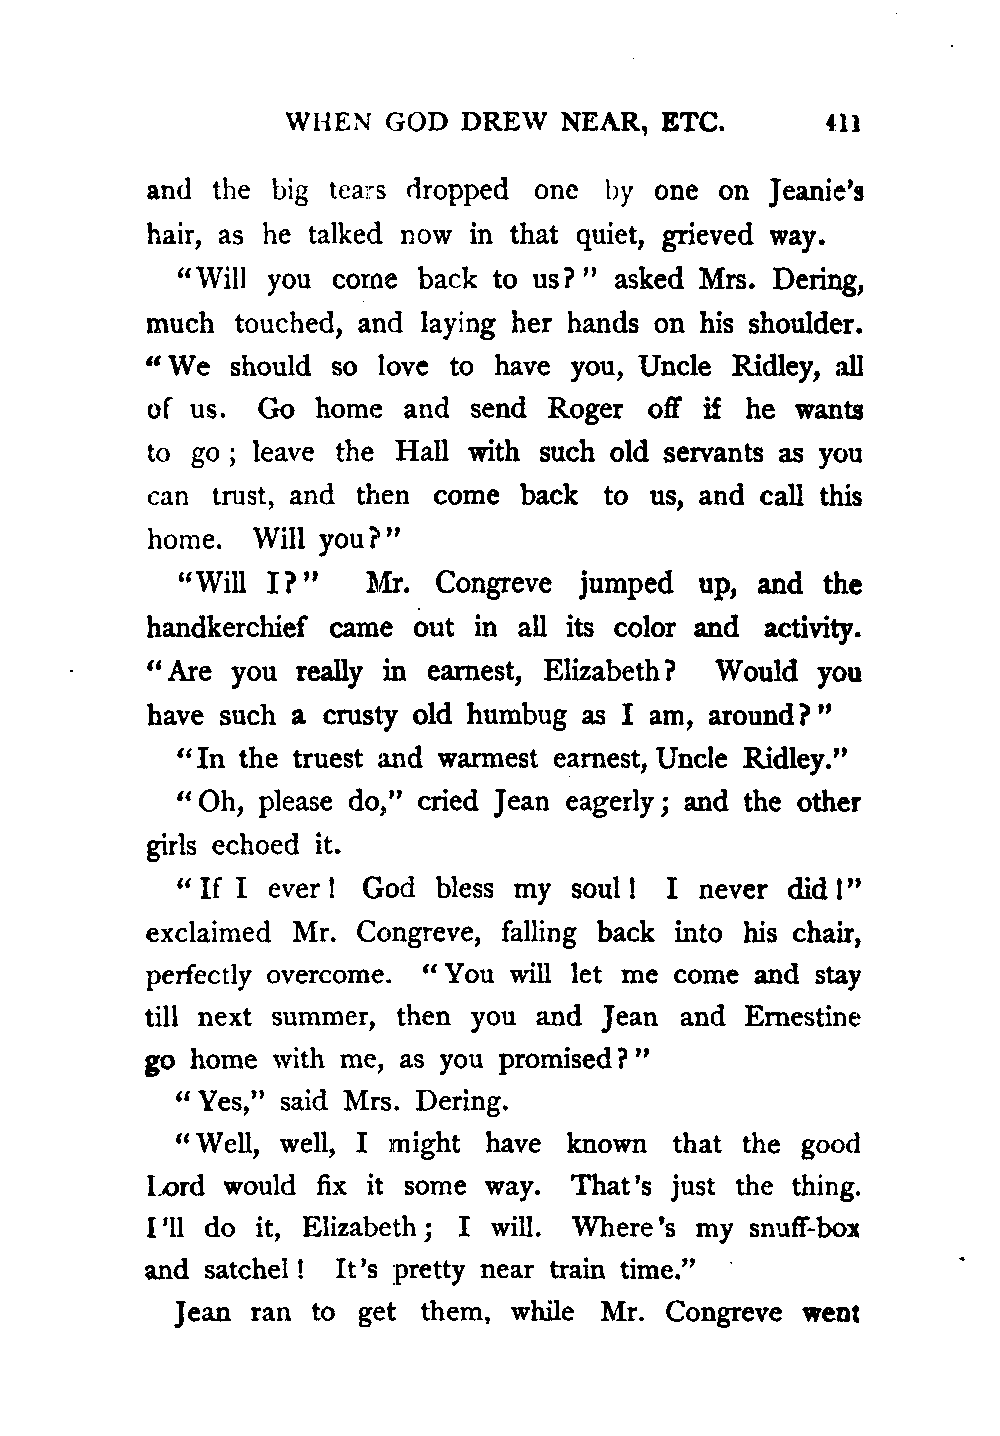 WHEN GOD DREW NEAR, ETC. 411
and the big tears dropped one by one on Jeanie's
hair, as he talked now in that quiet, grieved way.
"Will you come back to us?" asked Mrs. Dering,
much touched, and laying her hands on his shoulder.
"We should so love to have you, Uncle Ridley, all
of us. Go home and send Roger off if he wants
to go; leave the Hall with such old servants as you
can trust, and then come back to us, and call this
home. Will you?"
"Will I?" Mr. Congreve jumped up, and the
handkerchief came out in all its color and activity.
"Are you really in earnest, Elizabeth? Would you
have such a crusty old humbug as I am, around?"
"In the truest and warmest earnest, Uncle Ridley."
"Oh, please do," cried Jean eagerly; and the other
girls echoed it.
"If I ever! God bless my soul! I never did!"
exclaimed Mr. Congreve, falling back into his chair,
perfectly overcome. "You will let me come and stay
till next summer, then you and Jean and Ernestine
go home with me, as you promised?"
"Yes," said Mrs. Dering.
"Well, well, I might have known that the good
Lord would fix it some way. That's just the thing.
I'll do it, Elizabeth; I will. Where's my snuff-box
and satchel! It's pretty near train time."
Jean ran to get them, while Mr. Congreve went